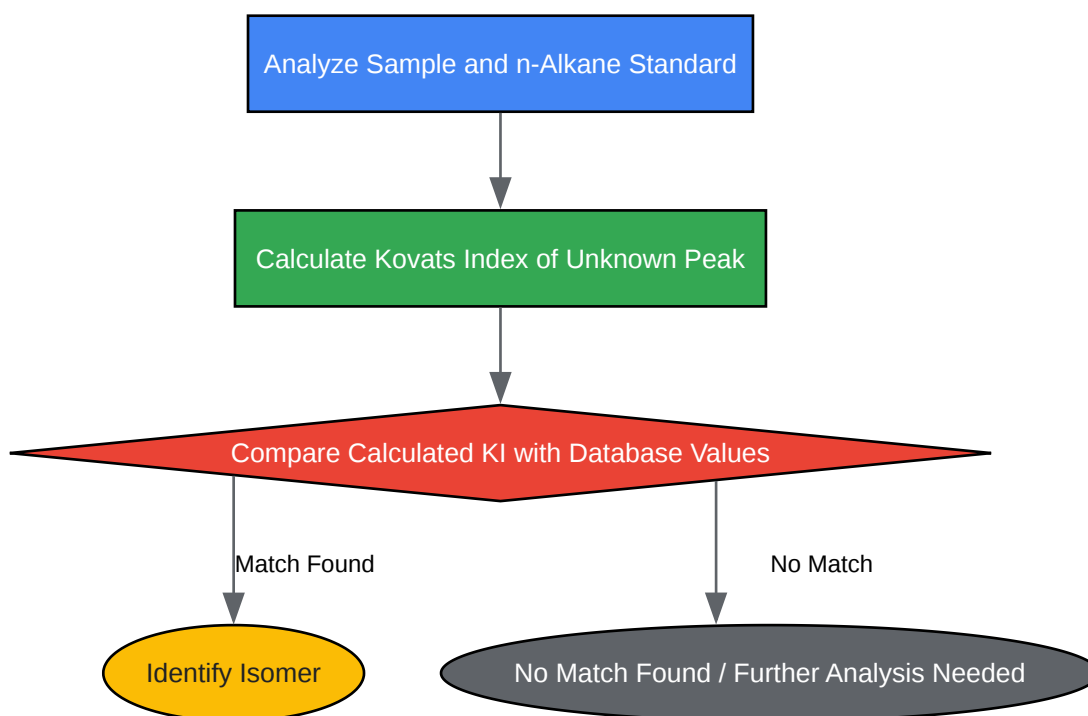 Analyze Sample and n-Alkane Standard
Calculate Kovats Index of Unknown Peak
Compare Calculated KI with Database Values
Match Found
No Match
Identify Isomer
No Match Found / Further Analysis Needed